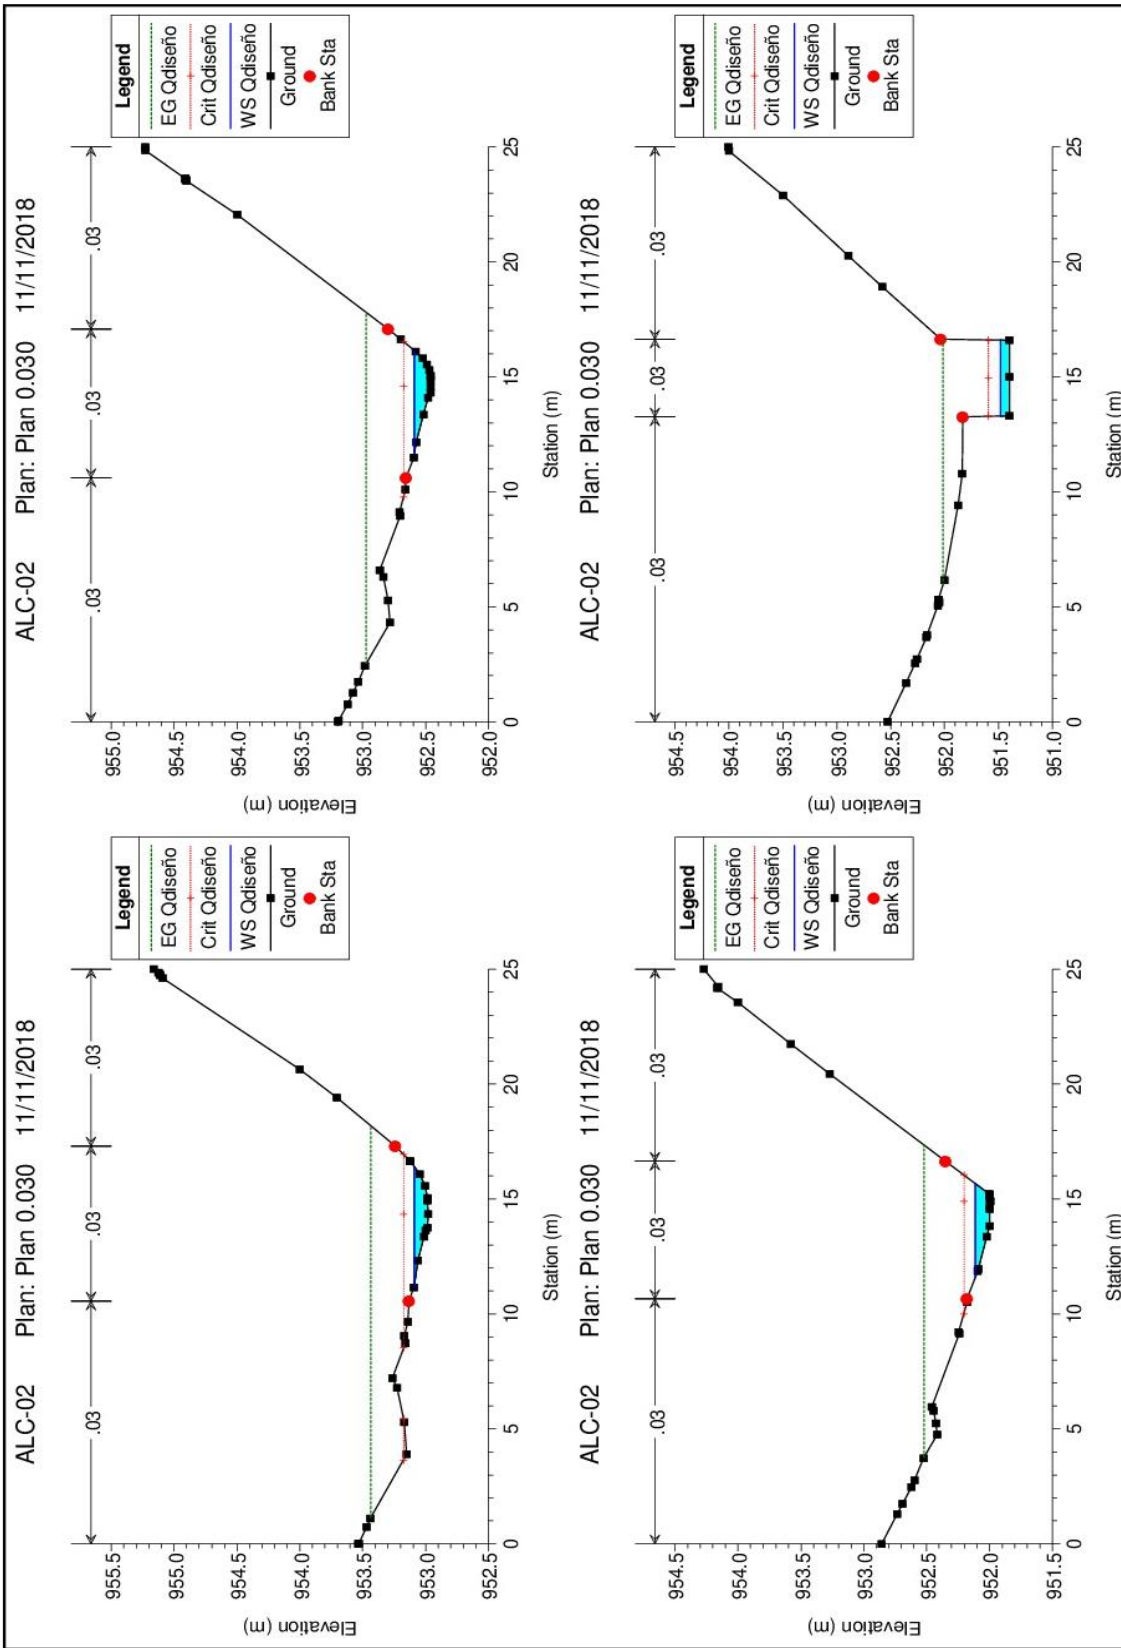 ALC-02 Plan: Plan 0.030 11/11/2018
.03 .03 .03
Legend
EG Qdiseño
Crit Qdiseño
WS Qdiseño
Ground
Bank Sta
955.5
955.0
954.5
954.0
953.5
953.0
952.5
Elevation (m)
0 5 10 15 20 25
Station (m)
ALC-02 Plan: Plan 0.030 11/11/2018
.03 .03 .03
Legend
EG Qdiseño
Crit Qdiseño
WS Qdiseño
Ground
Bank Sta
955.0
954.5
954.0
953.5
953.0
952.5
952.0
Elevation (m)
0 5 10 15 20 25
Station (m)
ALC-02 Plan: Plan 0.030 11/11/2018
.03 .03 .03
Legend
EG Qdiseño
Crit Qdiseño
WS Qdiseño
Ground
Bank Sta
954.5
954.0
953.5
953.0
952.5
952.0
951.5
Elevation (m)
0 5 10 15 20 25
Station (m)
ALC-02 Plan: Plan 0.030 11/11/2018
.03 .03 .03
Legend
EG Qdiseño
Crit Qdiseño
WS Qdiseño
Ground
Bank Sta
954.5
954.0
953.5
953.0
952.5
952.0
951.5
951.0
Elevation (m)
0 5 10 15 20 25
Station (m)